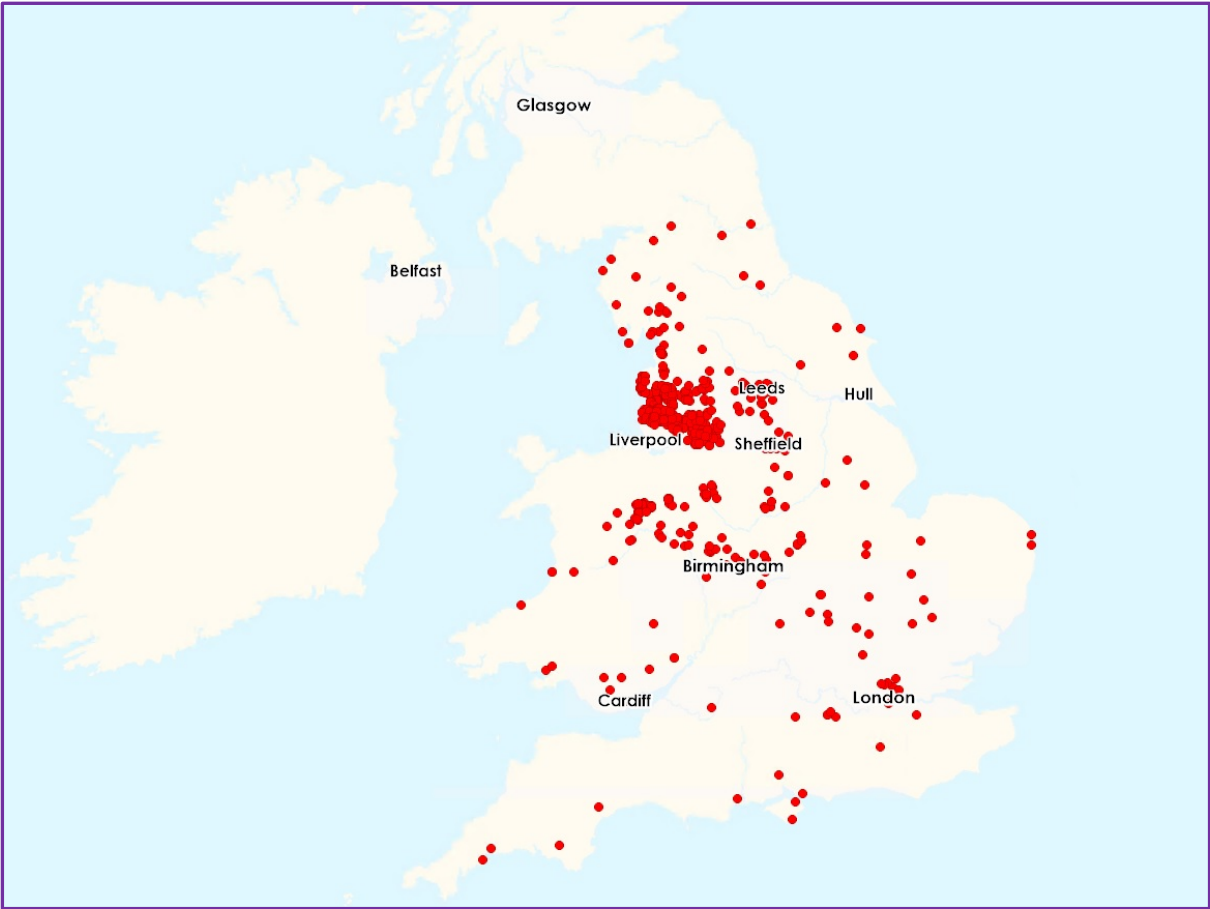 Glasgow
Belfast
Leeds
Hull
Liverpool
Sheffield
Birmingham
Cardiff
London